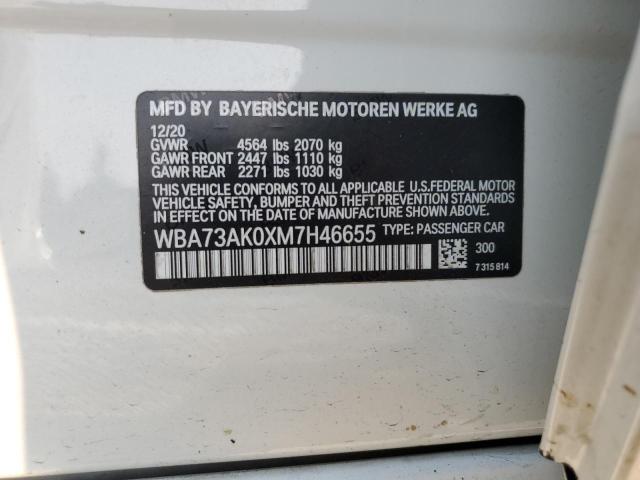 MFD BY BAYERISCHE MOTOREN WERKE AG
12/20
GVWR 4564 lbs 2070 kg
GAWR FRONT 2447 lbs 1110 kg
GAWR REAR 2271 lbs 1030 kg
THIS VEHICLE CONFORMS TO ALL APPLICABLE U.S.FEDERAL MOTOR
VEHICLE SAFETY, BUMPER AND THEFT PREVENTION STANDARDS IN
EFFECT ON THE DATE OF MANUFACTURE SHOWN ABOVE.
WBA73AK0XM7H46655 TYPE: PASSENGER CAR
300
7 315 814